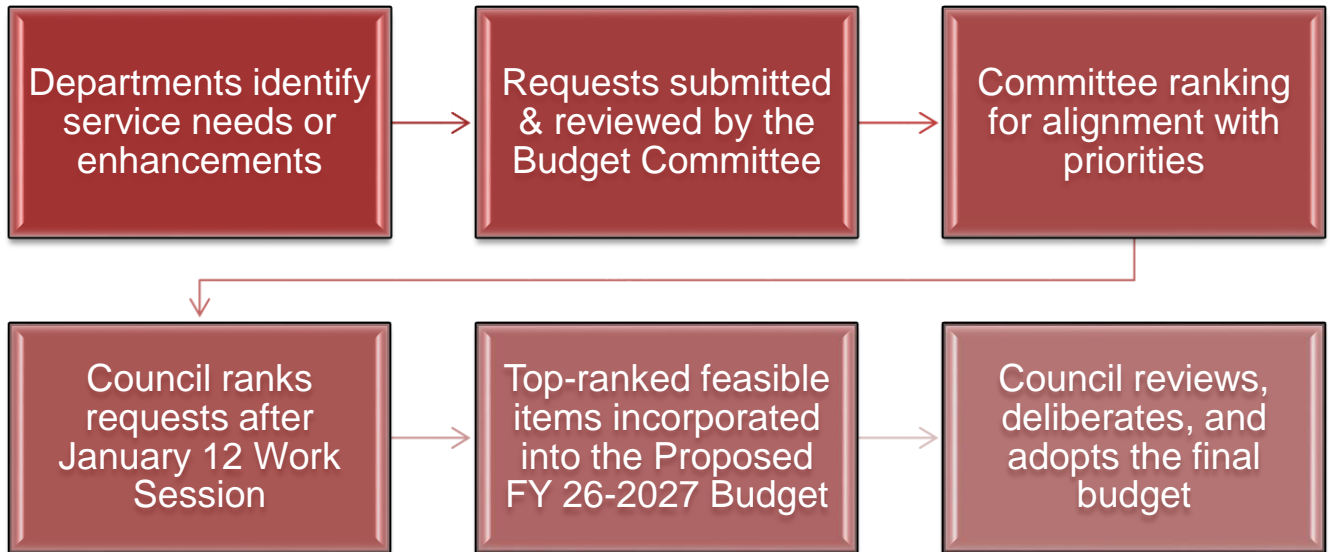 Departments identify
service needs or
enhancements
Requests submitted
& reviewed by the
Budget Committee
Committee ranking
for alignment with
priorities
Council ranks
requests after
January 12 Work
Session
Top-ranked feasible
items incorporated
into the Proposed
FY 26-2027 Budget
Council reviews,
deliberates, and
adopts the final
budget